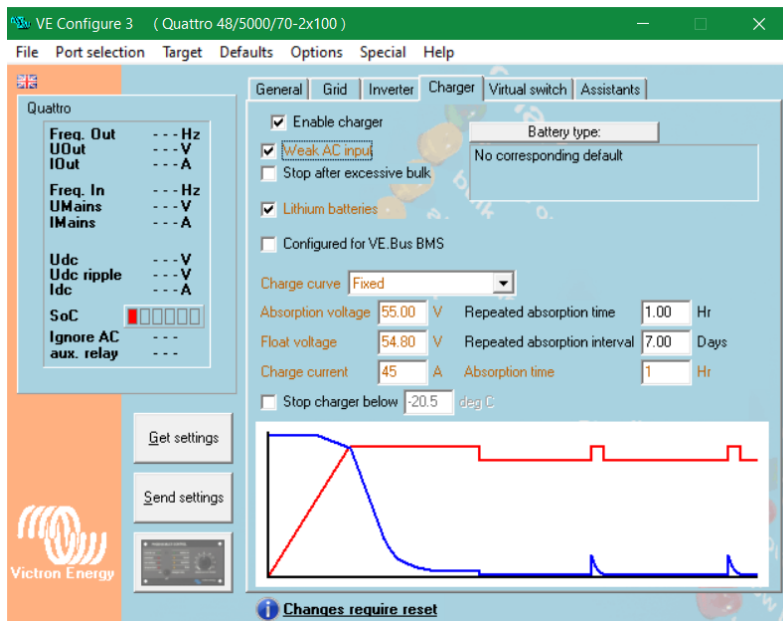 VE Configure 3 ( Quattro 48/5000/70-2x100 )
File Port selection Target Defaults Options Special Help
General Grid Inverter Charger Virtual switch Assistants
Quattro
Freq. Out - - - Hz
UOut - - - V
IOut - - - A
Freq. In - - - Hz
UMains - - - V
IMains - - - A
Udc - - - V
Udc ripple - - - V
Idc - - - A
SoC
Ignore AC - - -
aux. relay - - -
Get settings
Send settings
Victron Energy
Enable charger
Battery type:
Weak AC input
No corresponding default
Stop after excessive bulk
Lithium batteries
Configured for VE.Bus BMS
Charge curve Fixed
Absorption voltage 55.00 V Repeated absorption time 1.00 Hr
Float voltage 54.80 V Repeated absorption interval 7.00 Days
Charge current 45 A Absorption time 1 Hr
Stop charger below -20.5 deg C
Changes require reset